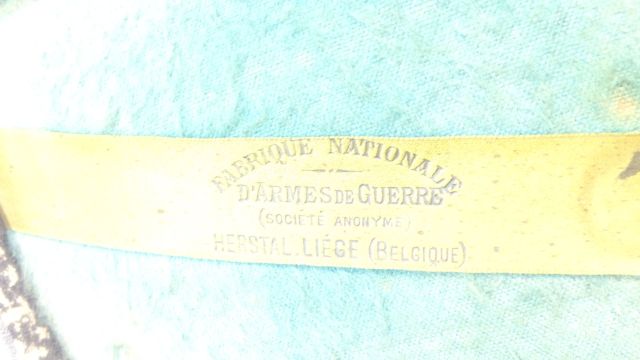 FABRIQUE NATIONALE
D'ARMES DE GUERRE
(SOCIÉTÉ ANONYME)
HERSTAL.LIÉGE (BELGIQUE)